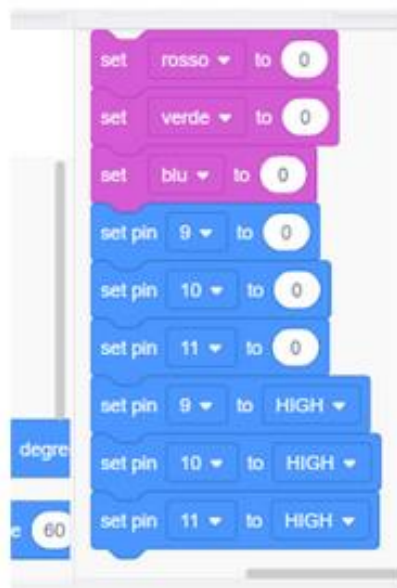 set rosso to 0
set verde to 0
set blu to 0
set pin 9 to 0
set pin 10 to 0
set pin 11 to 0
set pin 9 to HIGH
degre set pin 10 to HIGH
60 set pin 11 to HIGH